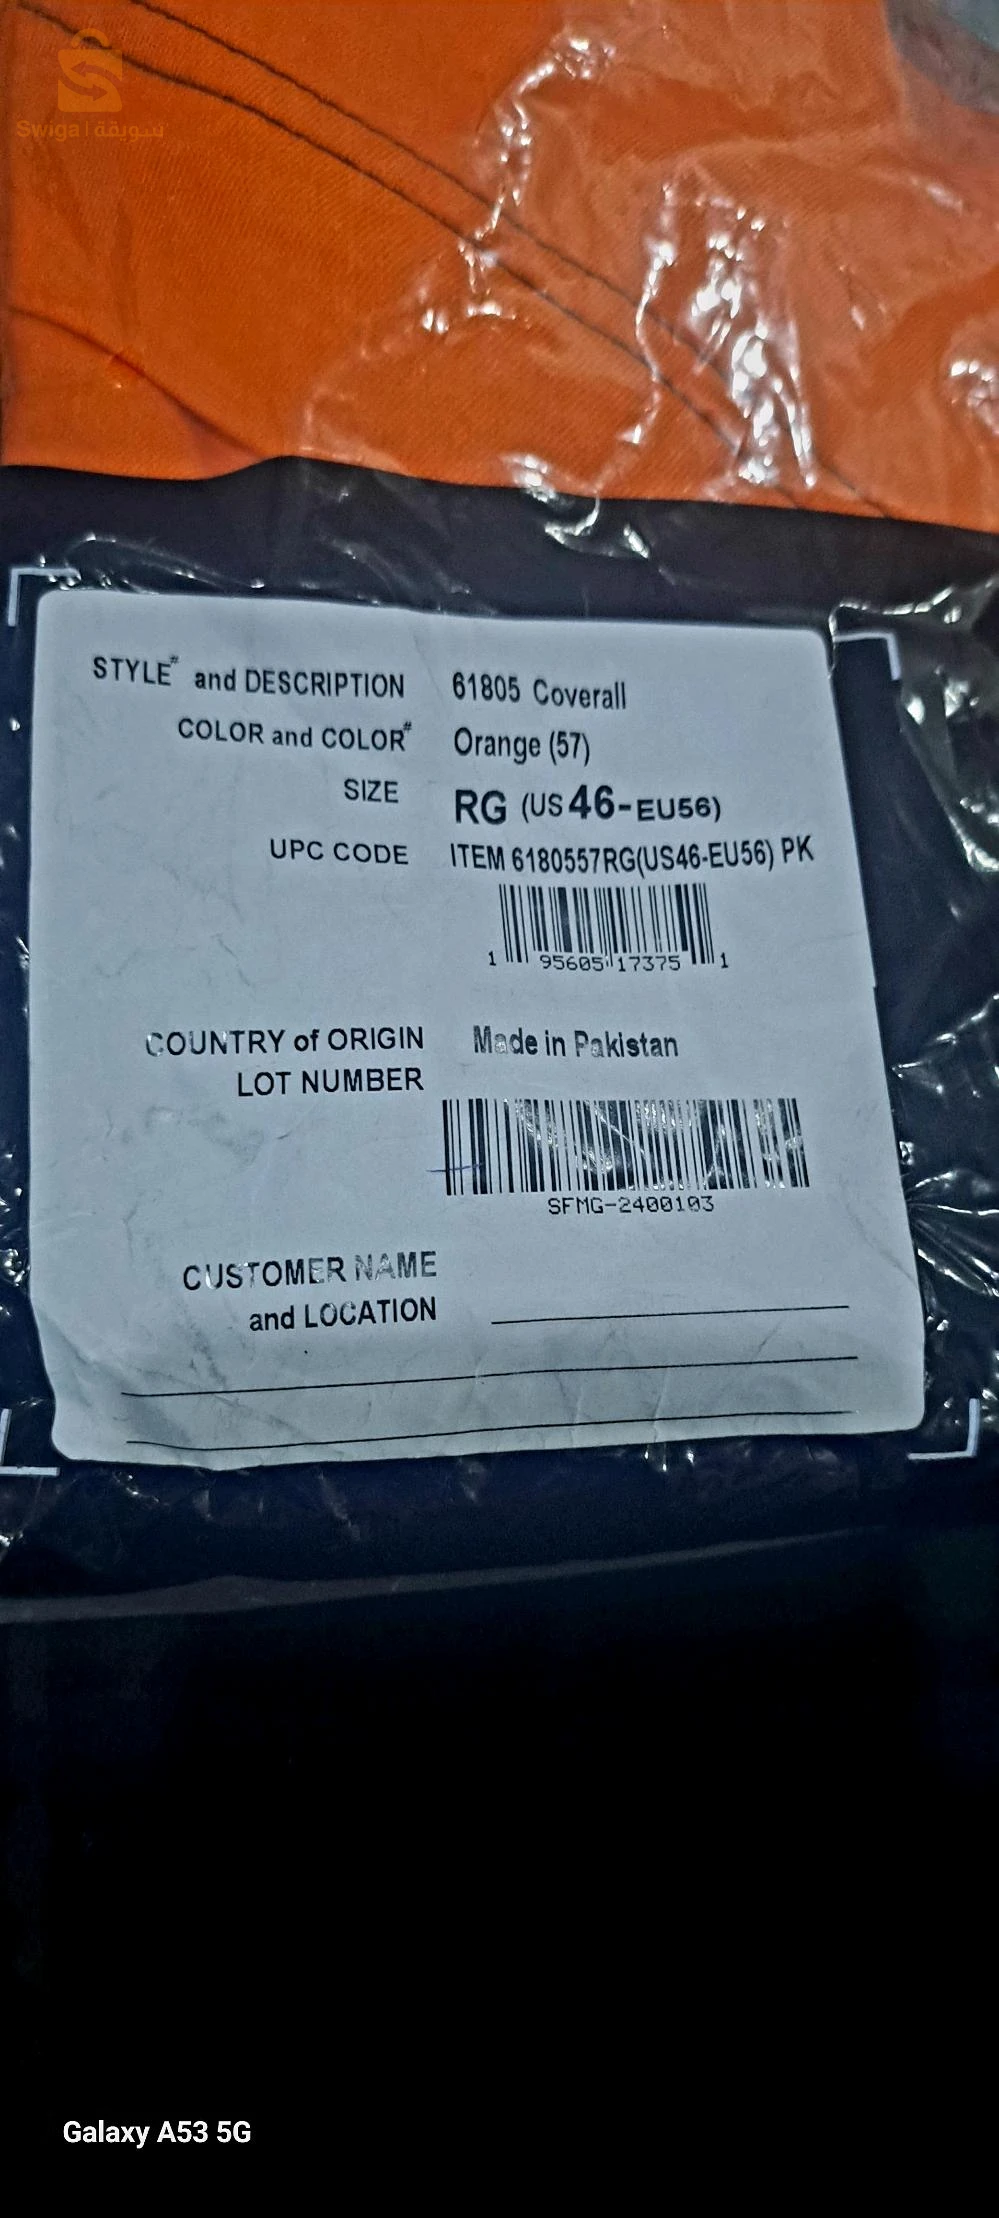 Swiga | سويقة
STYLE# and DESCRIPTION 61805 Coverall
COLOR and COLOR# Orange (57)
SIZE RG (US 46-EU56)
UPC CODE ITEM 6180557RG(US46-EU56) PK
1 95605 17375 1
COUNTRY of ORIGIN Made in Pakistan
LOT NUMBER
SFMG-2400103
CUSTOMER NAME
and LOCATION
Galaxy A53 5G